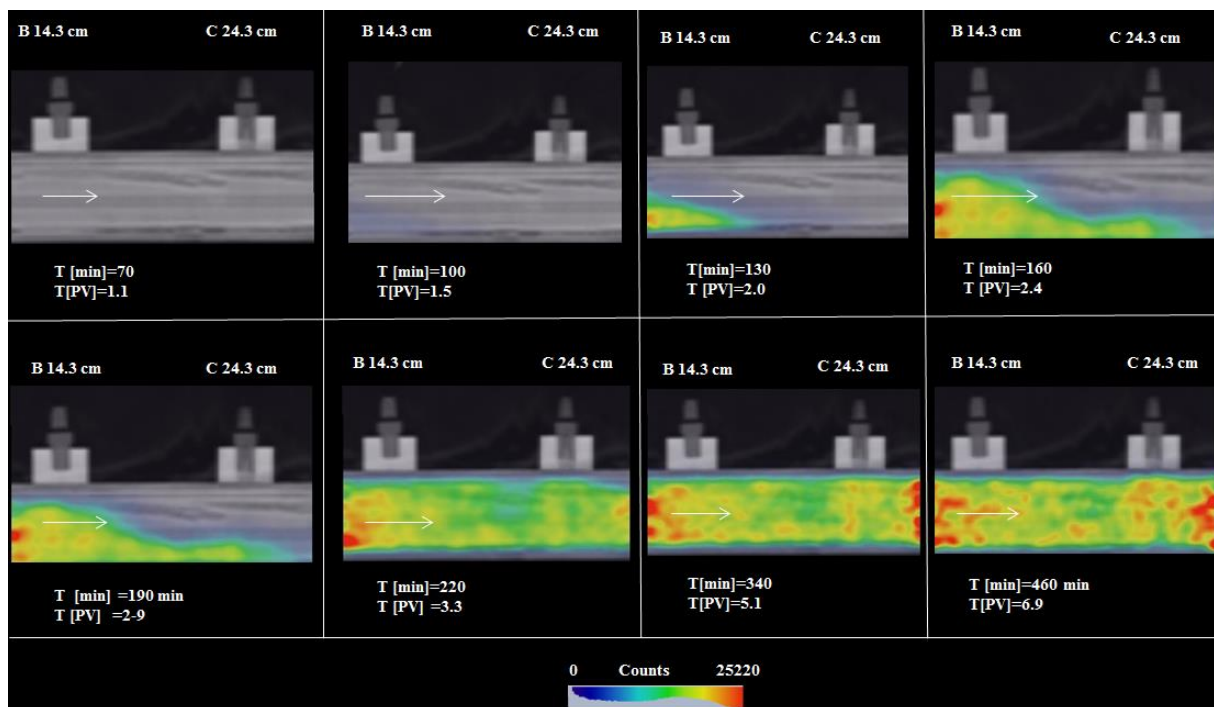 B 14.3 cm C 24.3 cm
T [min]=70
T[PV]=1.1
B 14.3 cm C 24.3 cm
T [min]=100
T[PV]=1.5
B 14.3 cm C 24.3 cm
T[min]=130
T[PV]=2.0
B 14.3 cm C 24.3 cm
T [min]=160
T[PV]=2.4
B 14.3 cm C 24.3 cm
T [min] =190 min
T [PV] =2-9
B 14.3 cm C 24.3 cm
T [min]=220
T [PV] =3.3
B 14.3 cm C 24.3 cm
T[min]=340
T[PV]=5.1
B 14.3 cm C 24.3 cm
T [min]=460 min
T[PV]=6.9
0 Counts 25220